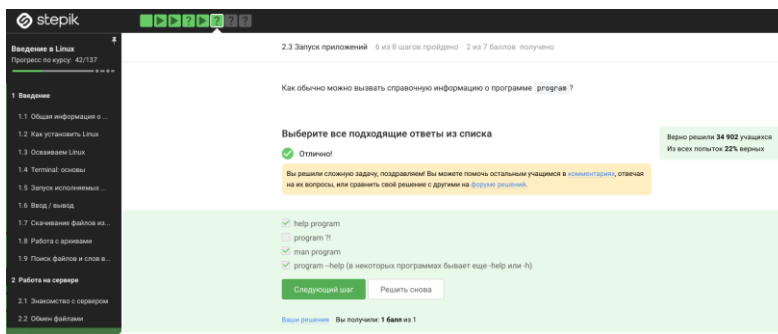 stepik
Введение в Linux
Прогресс по курсу: 42/137
1 Введение
1.1 Общая информация о ...
1.2 Как установить Linux
1.3 Осваиваем Linux
1.4 Terminal: основы
1.5 Запуск исполняемых ...
1.6 Ввод / вывод
1.7 Скачивание файлов из...
1.8 Работа с архивами
1.9 Поиск файлов и слов в...
2 Работа на сервере
2.1 Знакомство с сервером
2.2 Обмен файлами
2.3 Запуск приложений 6 из 8 шагов пройдено 2 из 7 баллов получено
Как обычно можно вызвать справочную информацию о программе program ?
Выберите все подходящие ответы из списка
Отлично!
Верно решили 34 902 учащихся
Из всех попыток 22% верных
Вы решили сложную задачу, поздравляем! Вы можете помочь остальным учащимся в комментариях, отвечая
на их вопросы, или сравнить своё решение с другими на форуме решений.
help program
program ?!
man program
program --help (в некоторых программах бывает еще -help или -h)
Следующий шаг Решить снова
Ваши решения Вы получили: 1 балл из 1